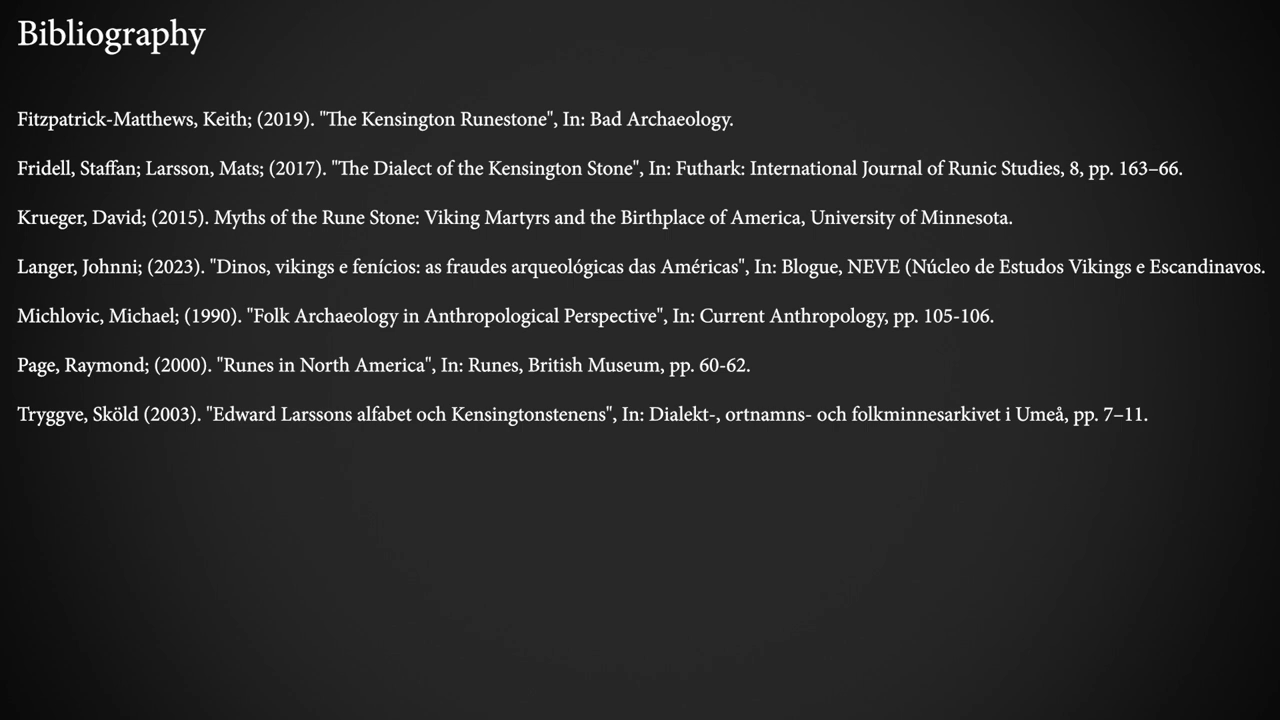 Bibliography
Fitzpatrick-Matthews, Keith; (2019). "The Kensington Runestone", In: Bad Archaeology.
Fridell, Staffan; Larsson, Mats; (2017). "The Dialect of the Kensington Stone", In: Futhark: International Journal of Runic Studies, 8, pp. 163–66.
Krueger, David; (2015). Myths of the Rune Stone: Viking Martyrs and the Birthplace of America, University of Minnesota.
Langer, Johnni; (2023). "Dinos, vikings e fenícios: as fraudes arqueológicas das Américas", In: Blogue, NEVE (Núcleo de Estudos Vikings e Escandinavos.
Michlovic, Michael; (1990). "Folk Archaeology in Anthropological Perspective", In: Current Anthropology, pp. 105-106.
Page, Raymond; (2000). "Runes in North America", In: Runes, British Museum, pp. 60-62.
Tryggve, Sköld (2003). "Edward Larssons alfabet och Kensingtonstenens", In: Dialekt-, ortnamns- och folkminnesarkivet i Umeå, pp. 7–11.